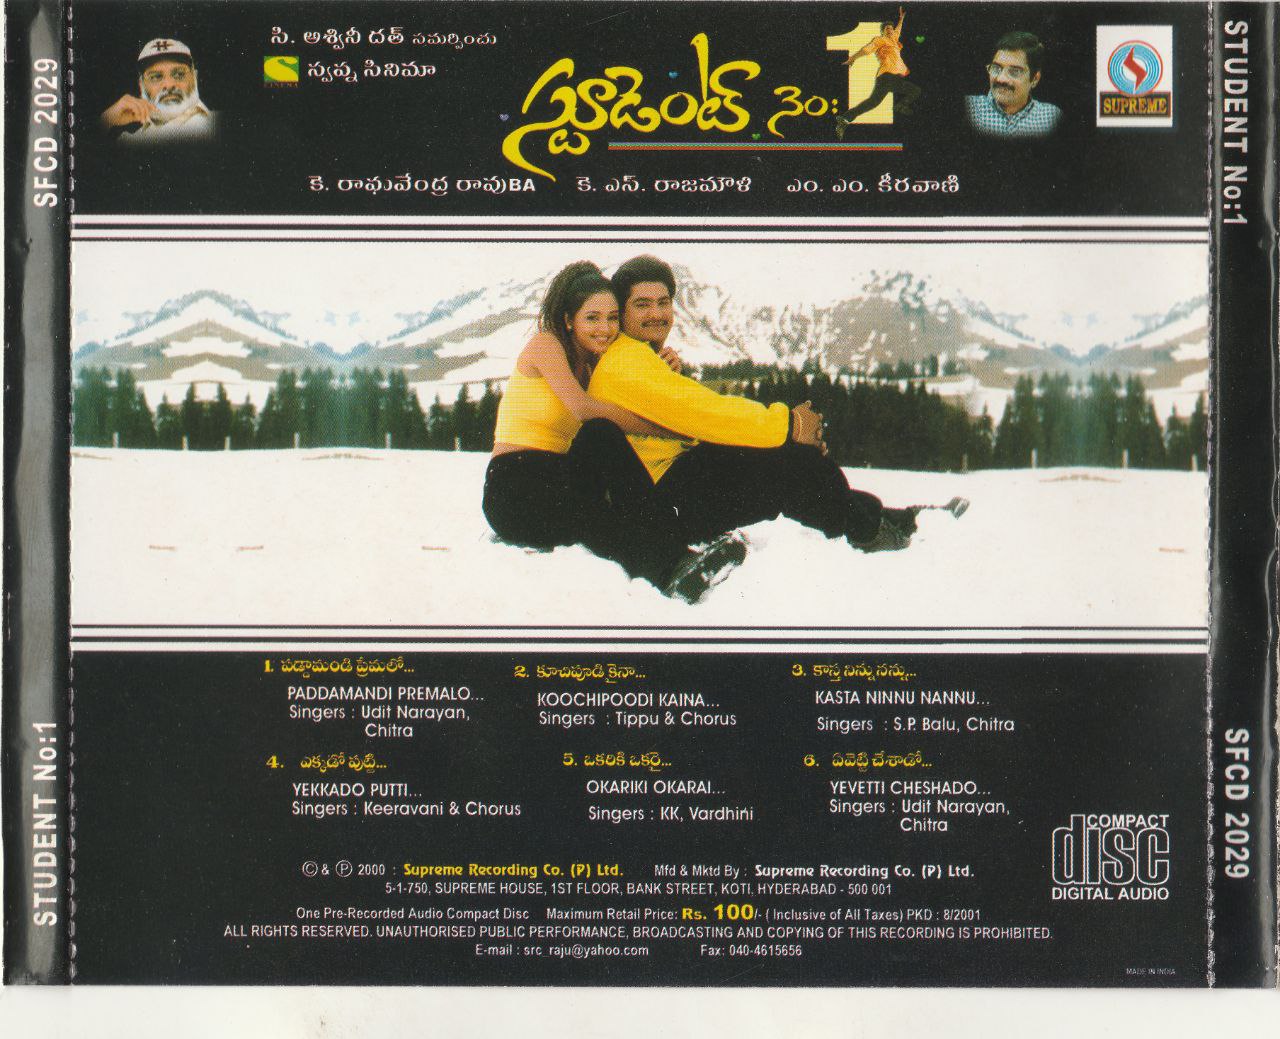 సి. అశ్వినీ దత్ సమర్పించు
స్వప్న సినిమా
CINEMA
స్టూడెంట్ నెం: 1
SUPREME
కె. రాఘవేంద్ర రావుBA కె. ఎస్. రాజమౌళి ఎం. ఎం. కీరవాణి
SFCD 2029
STUDENT No:1
STUDENT No:1
SFCD 2029
1. పడ్డామండి ప్రేమలో...
PADDAMANDI PREMALO...
Singers : Udit Narayan,
Chitra
2. కూచిపూడి కైనా...
KOOCHIPOODI KAINA...
Singers : Tippu & Chorus
3. కాస్త నిన్ను నన్ను...
KASTA NINNU NANNU...
Singers : S.P. Balu, Chitra
4. ఎక్కడో పుట్టి...
YEKKADO PUTTI...
Singers : Keeravani & Chorus
5. ఒకరికి ఒకరై...
OKARIKI OKARAI...
Singers : KK, Vardhini
6. ఏవెట్టి చేశాడో...
YEVETTI CHESHADO...
Singers : Udit Narayan,
Chitra
COMPACT
disc
DIGITAL AUDIO
© & ℗ 2000 : Supreme Recording Co. (P) Ltd. Mfd & Mktd By : Supreme Recording Co. (P) Ltd.
5-1-750, SUPREME HOUSE, 1ST FLOOR, BANK STREET, KOTI, HYDERABAD - 500 001
One Pre-Recorded Audio Compact Disc Maximum Retail Price: Rs. 100/- ( Inclusive of All Taxes) PKD : 8/2001
ALL RIGHTS RESERVED. UNAUTHORISED PUBLIC PERFORMANCE, BROADCASTING AND COPYING OF THIS RECORDING IS PROHIBITED.
E-mail : src_raju@yahoo.com Fax: 040-4615656
MADE IN INDIA